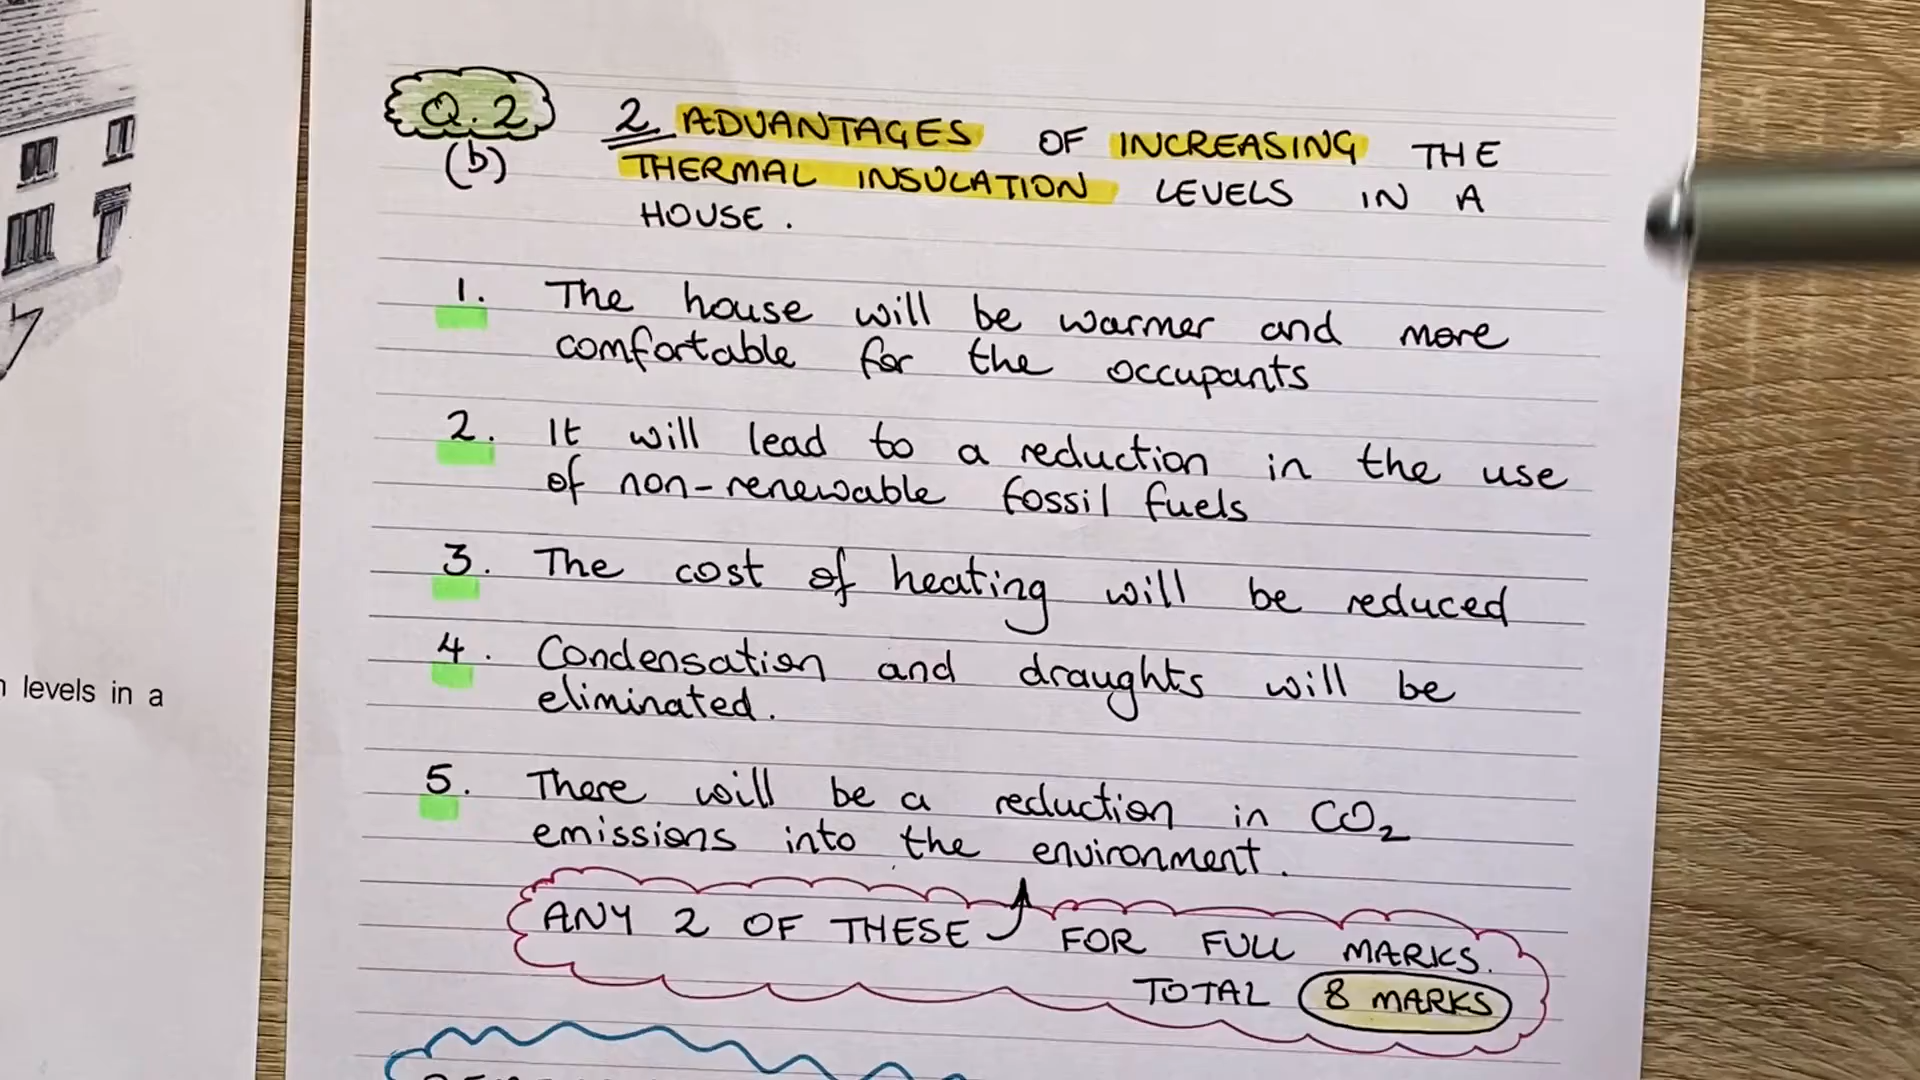 Q.2
(b)
2 ADVANTAGES OF INCREASING THE
THERMAL INSULATION LEVELS IN A
HOUSE.
1. The house will be warmer and more
comfortable for the occupants
2. It will lead to a reduction in the use
of non-renewable fossil fuels
3. The cost of heating will be reduced
4. Condensation and draughts will be
eliminated.
5. There will be a reduction in CO2
emissions into the environment.
ANY 2 OF THESE FOR FULL MARKS.
TOTAL 8 MARKS
levels in a